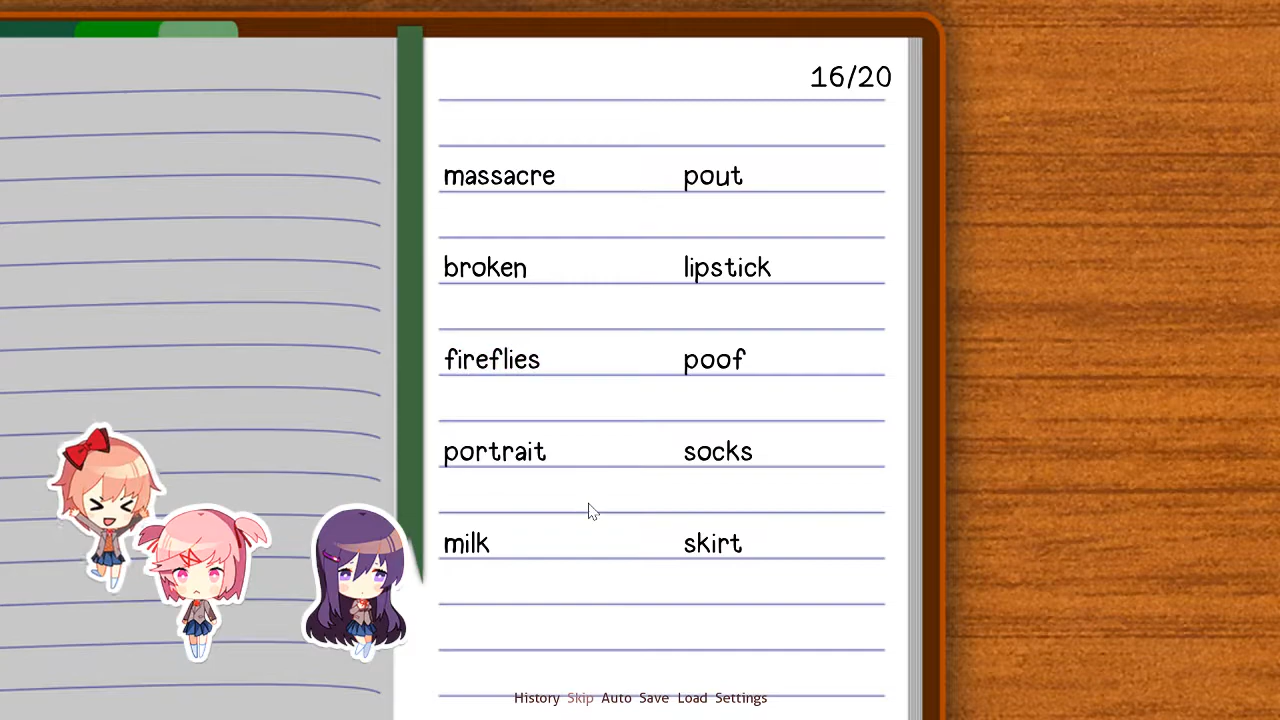 16/20
massacre pout
broken lipstick
fireflies poof
portrait socks
milk skirt
History Skip Auto Save Load Settings